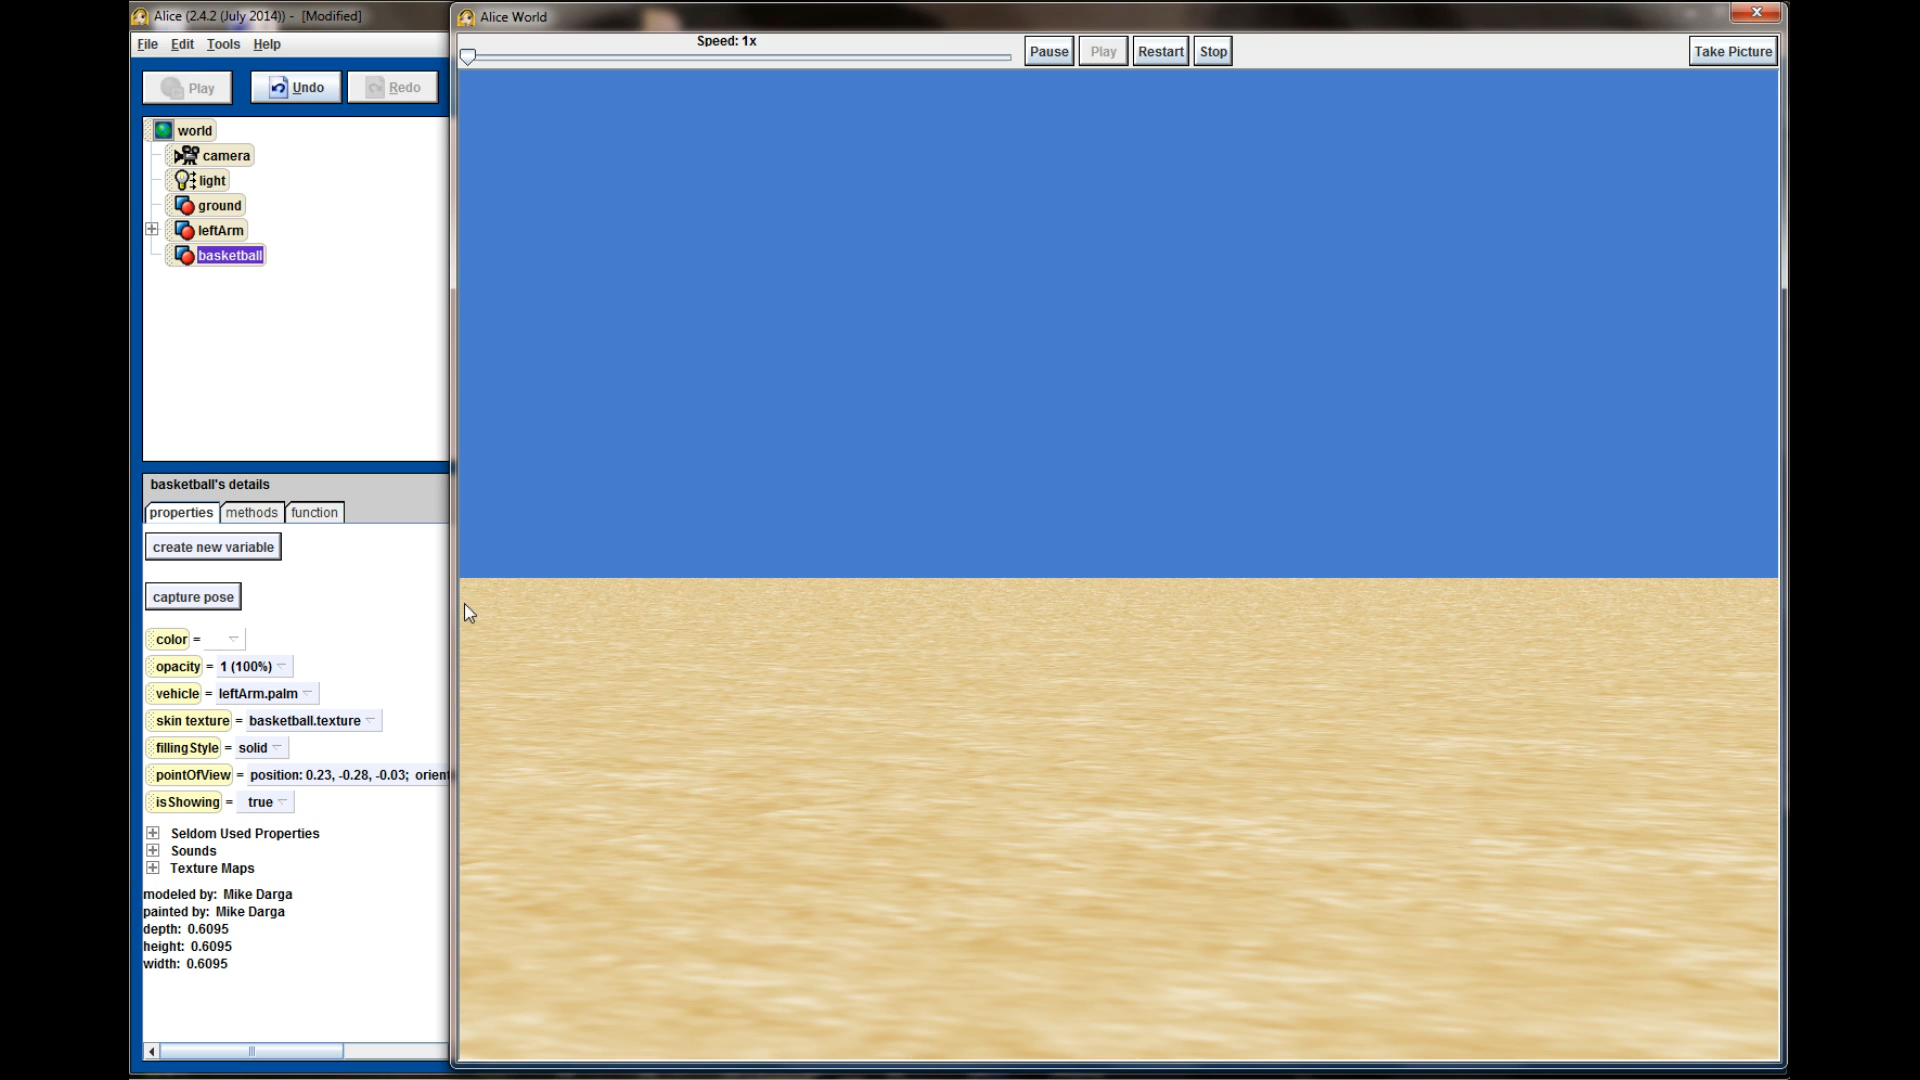 Alice (2.4.2 (July 2014)) - [Modified]
File Edit Tools Help
Play Undo Redo
world
camera
light
ground
leftArm
basketball
basketball's details
properties methods function
create new variable
capture pose
color =
opacity = 1 (100%)
vehicle = leftArm.palm
skin texture = basketball.texture
fillingStyle = solid
pointOfView = position: 0.23, -0.28, -0.03; orient
isShowing = true
Seldom Used Properties
Sounds
Texture Maps
modeled by: Mike Darga
painted by: Mike Darga
depth: 0.6095
height: 0.6095
width: 0.6095
Alice World
Speed: 1x
Pause Play Restart Stop Take Picture